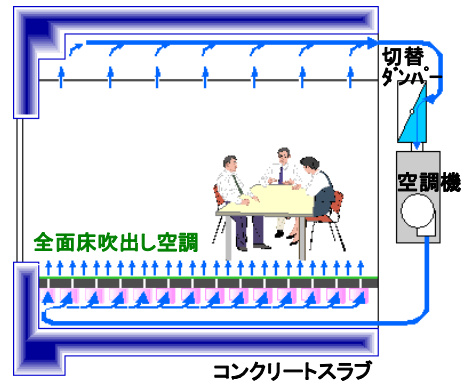 切替
ダンパー
空調機
全面床吹出し空調
コンクリートスラブ